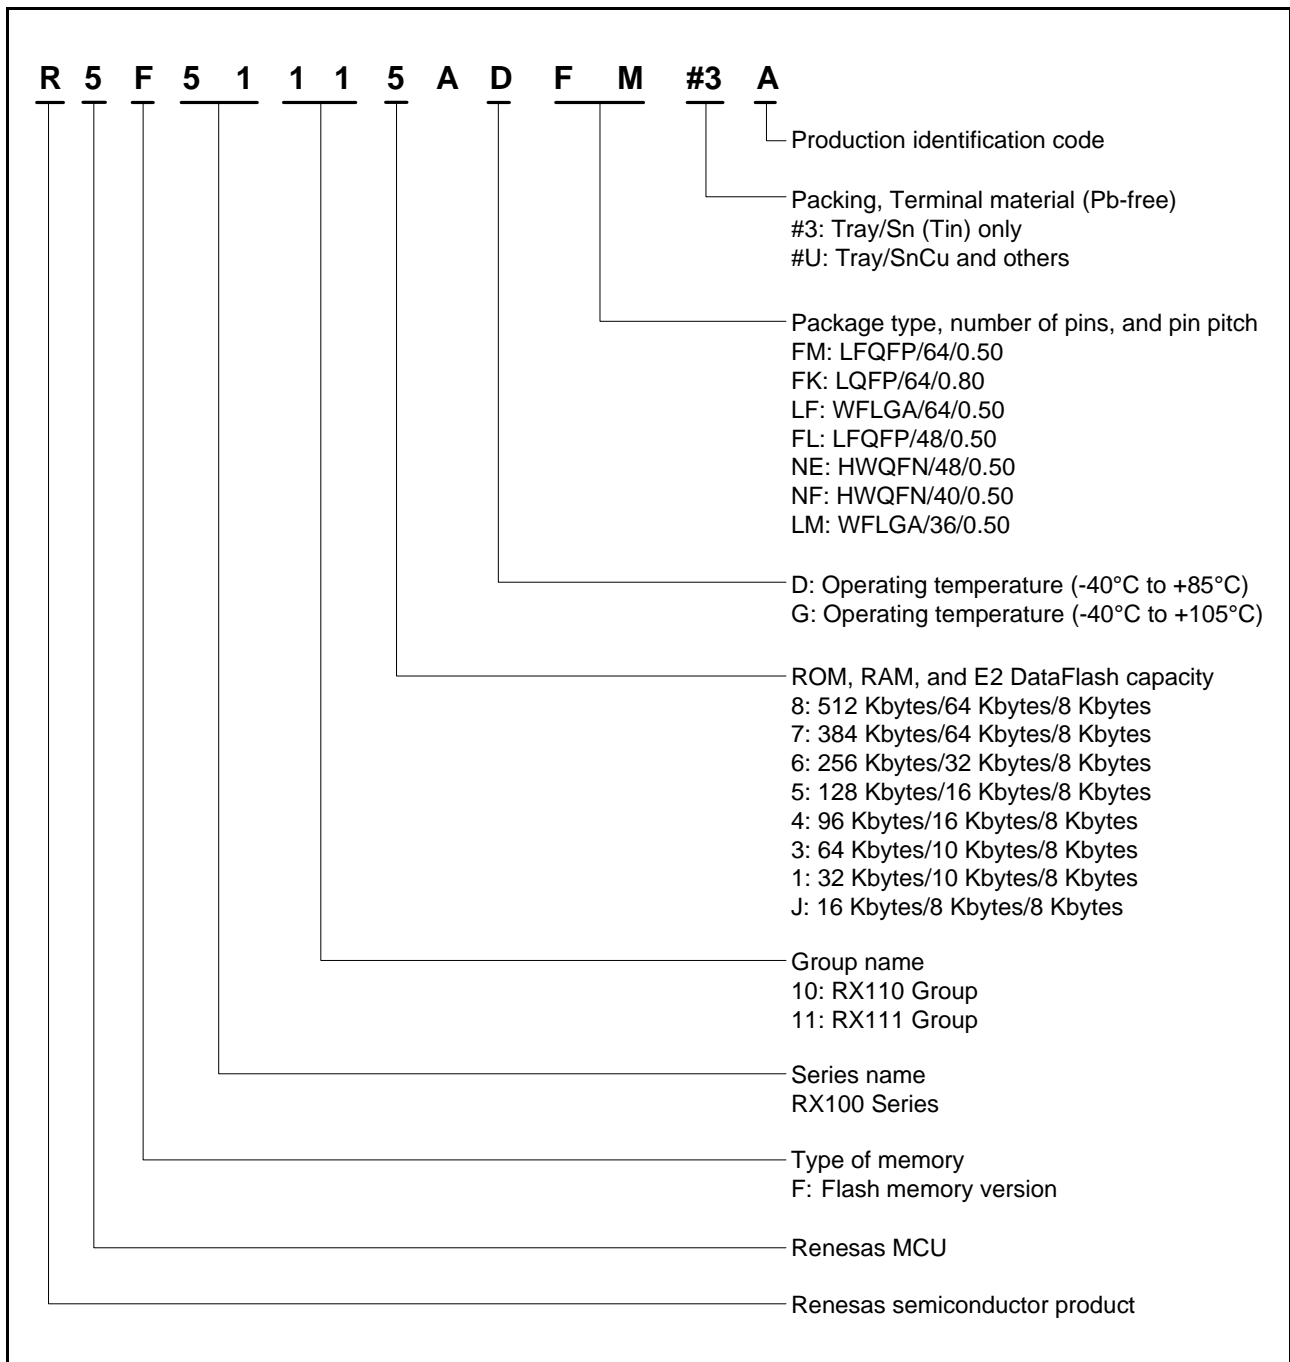 R 5 F 5 1 1 1 5 A D F M #3 A
Production identification code
Packing, Terminal material (Pb-free)
#3: Tray/Sn (Tin) only
#U: Tray/SnCu and others
Package type, number of pins, and pin pitch
FM: LFQFP/64/0.50
FK: LQFP/64/0.80
LF: WFLGA/64/0.50
FL: LFQFP/48/0.50
NE: HWQFN/48/0.50
NF: HWQFN/40/0.50
LM: WFLGA/36/0.50
D: Operating temperature (-40°C to +85°C)
G: Operating temperature (-40°C to +105°C)
ROM, RAM, and E2 DataFlash capacity
8: 512 Kbytes/64 Kbytes/8 Kbytes
7: 384 Kbytes/64 Kbytes/8 Kbytes
6: 256 Kbytes/32 Kbytes/8 Kbytes
5: 128 Kbytes/16 Kbytes/8 Kbytes
4: 96 Kbytes/16 Kbytes/8 Kbytes
3: 64 Kbytes/10 Kbytes/8 Kbytes
1: 32 Kbytes/10 Kbytes/8 Kbytes
J: 16 Kbytes/8 Kbytes/8 Kbytes
Group name
10: RX110 Group
11: RX111 Group
Series name
RX100 Series
Type of memory
F: Flash memory version
Renesas MCU
Renesas semiconductor product